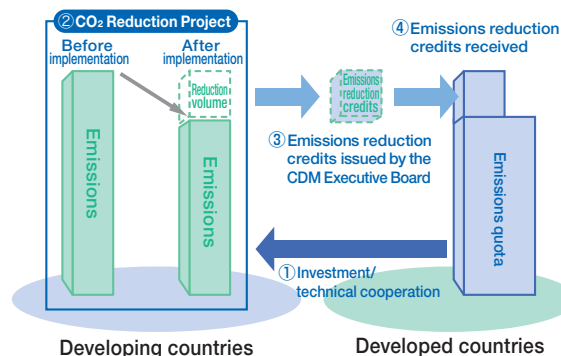 ②CO₂ Reduction Project
Before
implementation
After
implementation
Reduction
volume
Emissions
Emissions
Emissions
reduction
credits
③Emissions reduction
credits issued by the
CDM Executive Board
④Emissions reduction
credits received
Emissions quota
①Investment/
technical cooperation
Developing countries
Developed countries